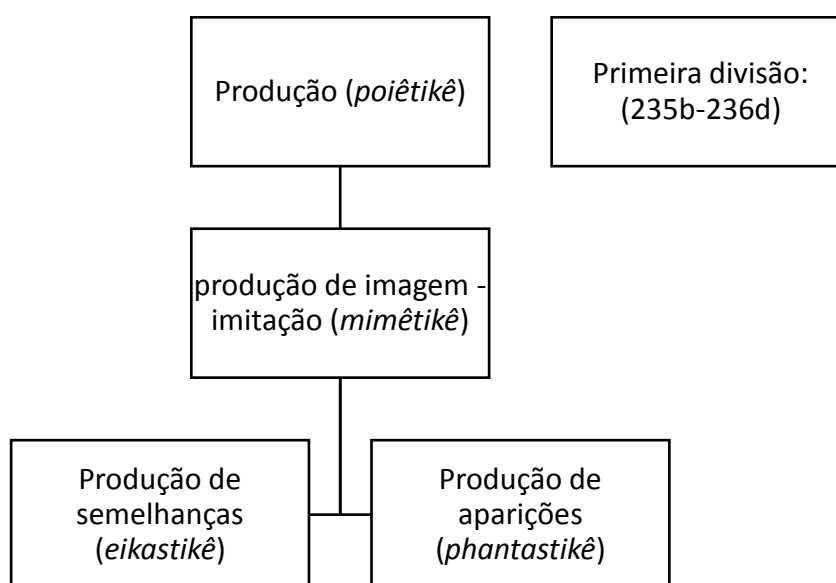 Produção (poiêtikê)
Primeira divisão:
(235b-236d)
produção de imagem -
imitação (mimêtikê)
Produção de
semelhanças
(eikastikê)
Produção de
aparições
(phantastikê)